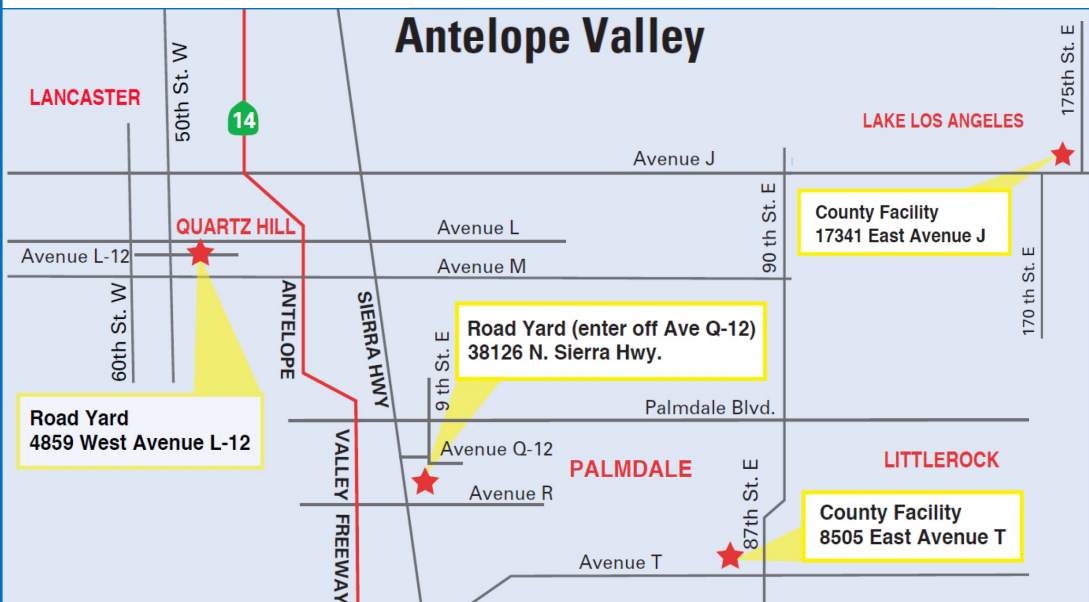 Antelope Valley
LANCASTER
50th St. W
14
175th St. E
LAKE LOS ANGELES
Avenue J
90 th St. E
County Facility
17341 East Avenue J
QUARTZ HILL
Avenue L
Avenue L-12
Avenue M
170 th St. E
60th St. W
ANTELOPE
SIERRA HWY
Road Yard (enter off Ave Q-12)
38126 N. Sierra Hwy.
9 th St. E
Road Yard
4859 West Avenue L-12
Palmdale Blvd.
VALLEY
Avenue Q-12
PALMDALE
LITTLEROCK
87th St. E
Avenue R
County Facility
8505 East Avenue T
FREEWAY
Avenue T